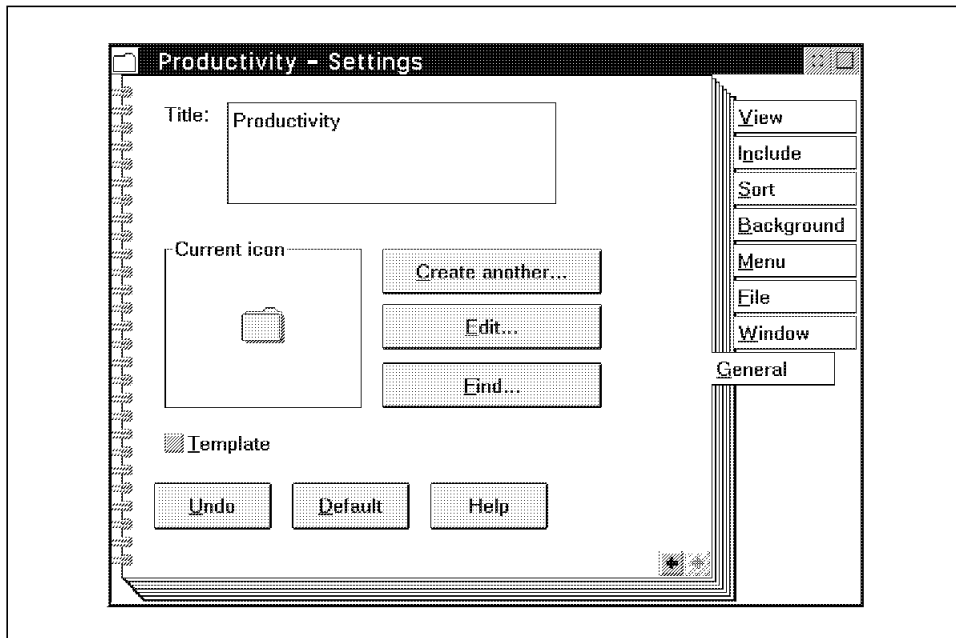 Productivity - Settings
Title:
Productivity
View
Include
Sort
Background
Menu
File
Window
General
Current icon
Create another...
Edit...
Find...
Template
Undo
Default
Help